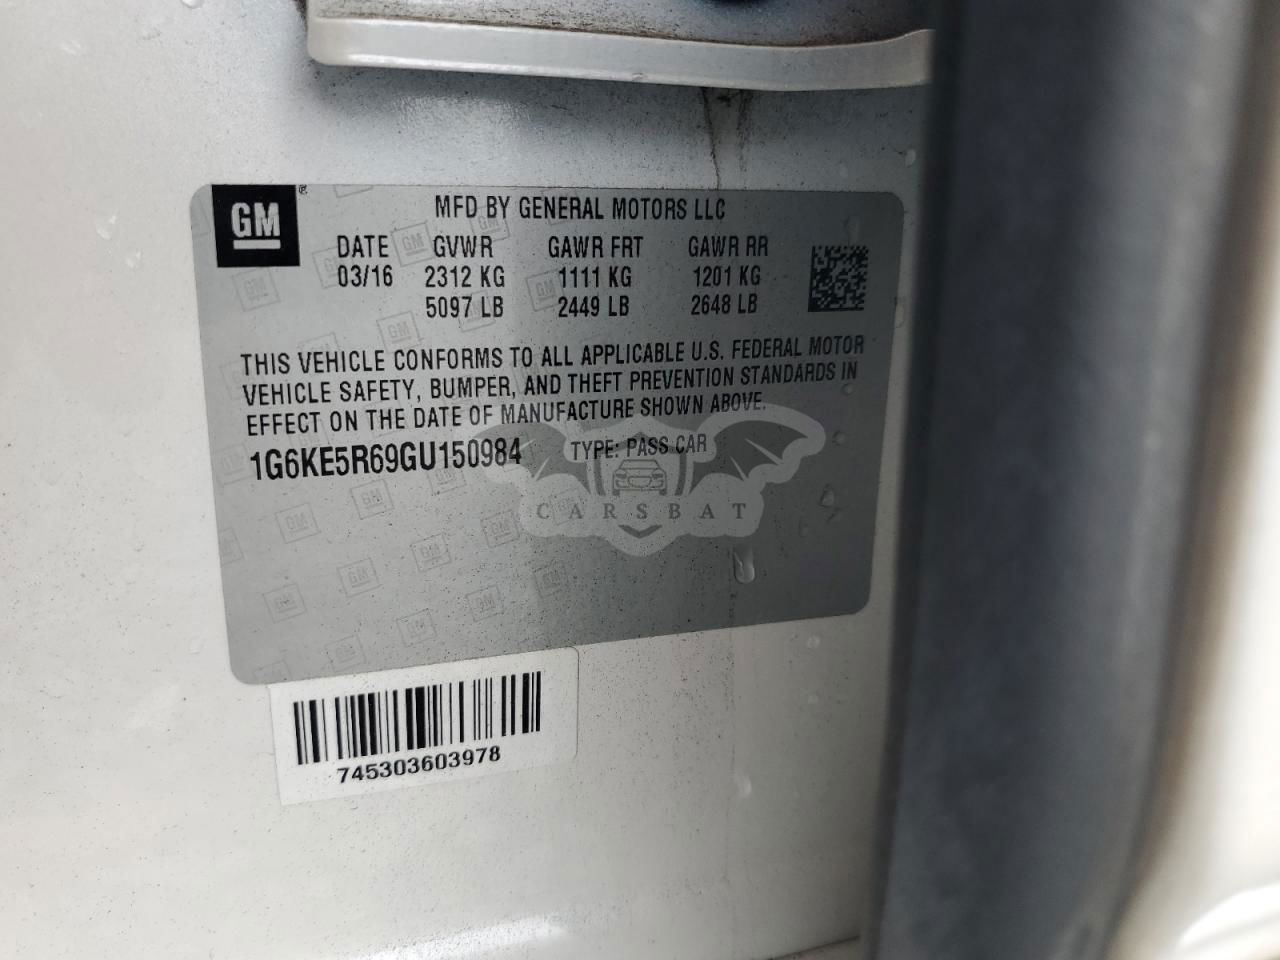 GM ®
MFD BY GENERAL MOTORS LLC
DATE GVWR GAWR FRT GAWR RR
03/16 2312 KG 1111 KG 1201 KG
5097 LB 2449 LB 2648 LB
THIS VEHICLE CONFORMS TO ALL APPLICABLE U.S. FEDERAL MOTOR
VEHICLE SAFETY, BUMPER, AND THEFT PREVENTION STANDARDS IN
EFFECT ON THE DATE OF MANUFACTURE SHOWN ABOVE.
1G6KE5R69GU150984 TYPE: PASS CAR
CARSBAT
745303603978